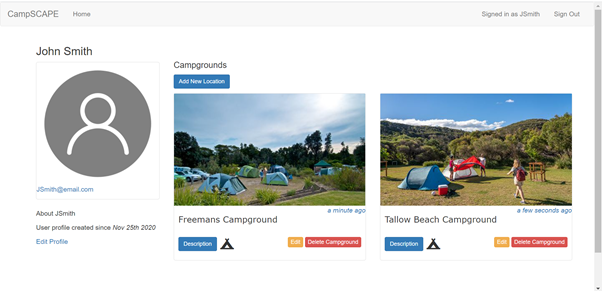 CampSCAPE Home Signed in as JSmith Sign Out
John Smith
JSmith@email.com
About JSmith
User profile created since Nov 25th 2020
Edit Profile
Campgrounds
Add New Location
a minute ago
Freemans Campground
Description Edit Delete Campground
a few seconds ago
Tallow Beach Campground
Description Edit Delete Campground